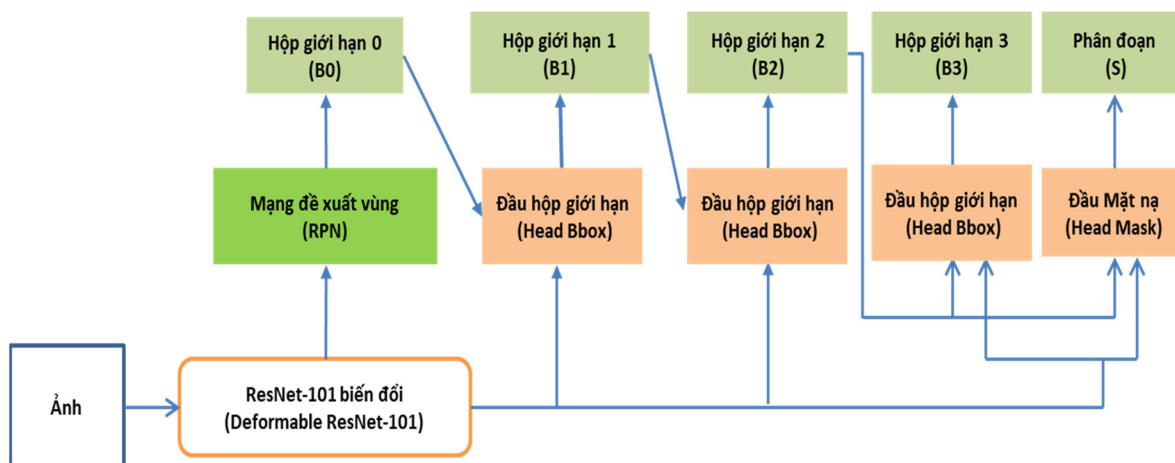 Hộp giới hạn 0
(B0)
Hộp giới hạn 1
(B1)
Hộp giới hạn 2
(B2)
Hộp giới hạn 3
(B3)
Phân đoạn
(S)
Mạng đề xuất vùng
(RPN)
Đầu hộp giới hạn
(Head Bbox)
Đầu hộp giới hạn
(Head Bbox)
Đầu hộp giới hạn
(Head Bbox)
Đầu Mặt nạ
(Head Mask)
Ảnh
ResNet-101 biến đổi
(Deformable ResNet-101)